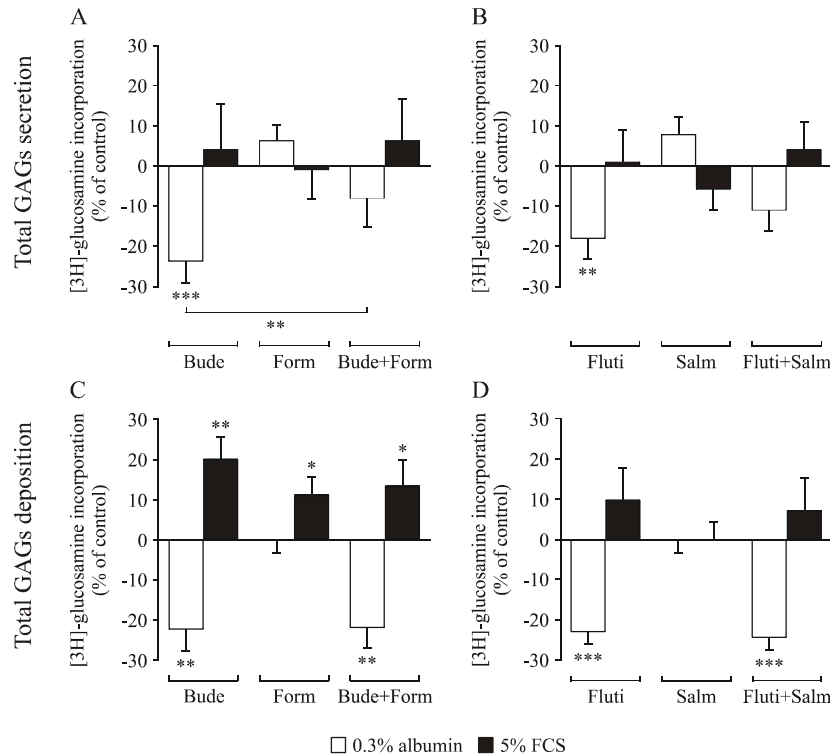 A
B
Total GAGs secretion
[3H]-glucosamine incorporation
(% of control)
30
20
10
0
-10
-20
-30
***
**
Bude
Form
Bude+Form
[3H]-glucosamine incorporation
(% of control)
30
20
10
0
-10
-20
-30
**
Fluti
Salm
Fluti+Salm
C
D
Total GAGs deposition
[3H]-glucosamine incorporation
(% of control)
30
20
10
0
-10
-20
-30
**
*
*
**
**
Bude
Form
Bude+Form
[3H]-glucosamine incorporation
(% of control)
30
20
10
0
-10
-20
-30
***
***
Fluti
Salm
Fluti+Salm
0.3% albumin 5% FCS